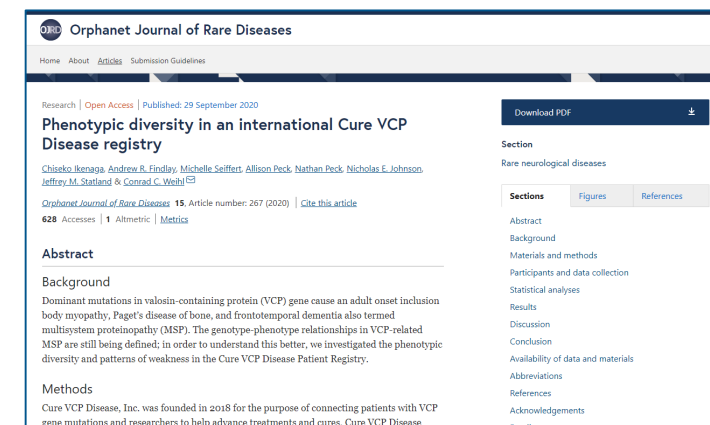 OJRD Orphanet Journal of Rare Diseases
Home About Articles Submission Guidelines
Research | Open Access | Published: 29 September 2020
Phenotypic diversity in an international Cure VCP
Disease registry
Chiseko Ikenaga, Andrew R. Findlay, Michelle Seiffert, Allison Peck, Nathan Peck, Nicholas E. Johnson,
Jeffrey M. Statland & Conrad C. Weihl
Orphanet Journal of Rare Diseases 15, Article number: 267 (2020) | Cite this article
628 Accesses | 1 Altmetric | Metrics
Abstract
Background
Dominant mutations in valosin-containing protein (VCP) gene cause an adult onset inclusion
body myopathy, Paget's disease of bone, and frontotemporal dementia also termed
multisystem proteinopathy (MSP). The genotype-phenotype relationships in VCP-related
MSP are still being defined; in order to understand this better, we investigated the phenotypic
diversity and patterns of weakness in the Cure VCP Disease Patient Registry.
Methods
Cure VCP Disease, Inc. was founded in 2018 for the purpose of connecting patients with VCP
gene mutations and researchers to help advance treatments and cures. Cure VCP Disease
Download PDF
Section
Rare neurological diseases
Sections Figures References
Abstract
Background
Materials and methods
Participants and data collection
Statistical analyses
Results
Discussion
Conclusion
Availability of data and materials
Abbreviations
References
Acknowledgements